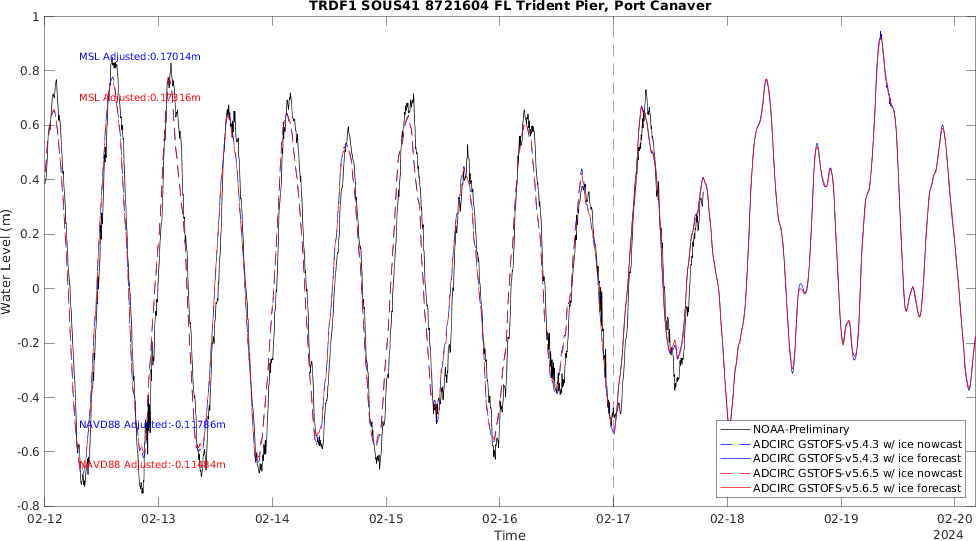 TRDF1 SOUS41 8721604 FL Trident Pier, Port Canaver
Water Level (m)
1
0.8
0.6
0.4
0.2
0
-0.2
-0.4
-0.6
-0.8
MSL Adjusted:0.17014m
MSL Adjusted:0.17316m
NAVD88 Adjusted:-0.11786m
NAVD88 Adjusted:-0.11484m
NOAA-Preliminary
ADCIRC GSTOFS-v5.4.3 w/ ice nowcast
ADCIRC GSTOFS-v5.4.3 w/ ice forecast
ADCIRC GSTOFS-v5.6.5 w/ ice nowcast
ADCIRC GSTOFS-v5.6.5 w/ ice forecast
02-12 02-13 02-14 02-15 02-16 02-17 02-18 02-19 02-20
Time 2024